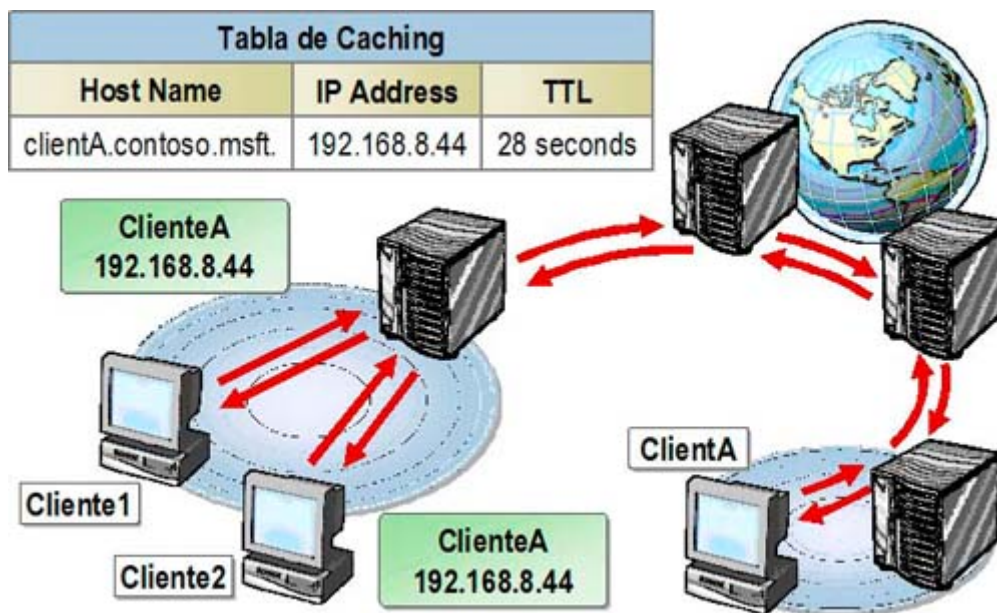 Tabla de Caching
Host Name IP Address TTL
clientA.contoso.msft. 192.168.8.44 28 seconds
ClienteA
192.168.8.44
Cliente1
Cliente2
ClienteA
192.168.8.44
ClientA